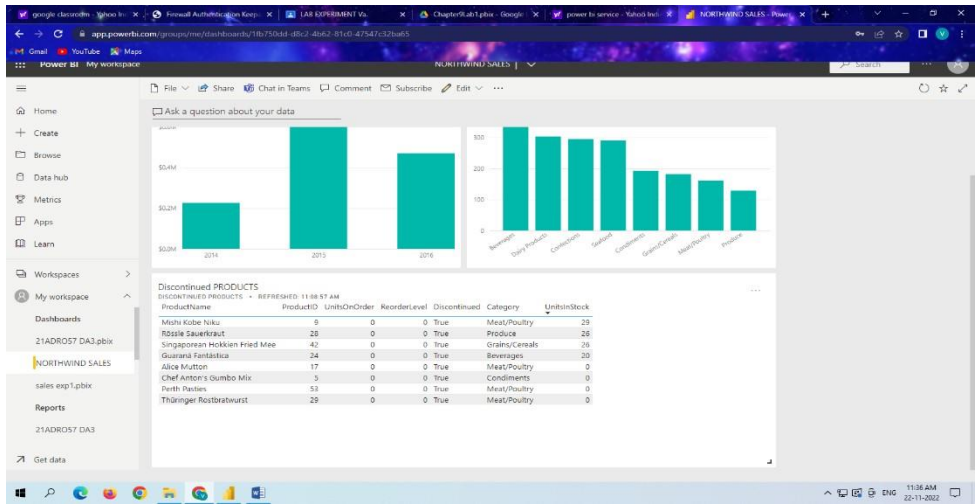 google classroom - Yahoo In
Firewall Authentication Keep
LAB EXPERIMENT V
Chapter9Lab1.pbix - Google
power bi service - Yahoo Indi
NORTHWIND SALES - Power
app.powerbi.com/groups/me/dashboards/1fb750dd-d8c2-4b62-81c0-47547c32ba65
Gmail YouTube Maps
Power BI My workspace NORTHWIND SALES Search
File Share Chat in Teams Comment Subscribe Edit
Ask a question about your data
Home
Create
Browse
Data hub
Metrics
Apps
Learn
Workspaces
My workspace
Dashboards
21ADR057 DA3.pbix
NORTHWIND SALES
sales exp1.pbix
Reports
21ADR057 DA3
Get data
$0.4M
$0.2M
$0.0M
2014 2015 2016
300
200
100
0
Beverages Dairy Products Confections Seafood Condiments Grains/Cereals Meat/Poultry Produce
Discontinued PRODUCTS
DISCONTINUED PRODUCTS • REFRESHED: 11:08:57 AM
ProductName ProductID UnitsOnOrder ReorderLevel Discontinued Category UnitsInStock
Mishi Kobe Niku 9 0 0 True Meat/Poultry 29
Rössle Sauerkraut 28 0 0 True Produce 26
Singaporean Hokkien Fried Mee 42 0 0 True Grains/Cereals 26
Guaraná Fantástica 24 0 0 True Beverages 20
Alice Mutton 17 0 0 True Meat/Poultry 0
Chef Anton's Gumbo Mix 5 0 0 True Condiments 0
Perth Pasties 53 0 0 True Meat/Poultry 0
Thüringer Rostbratwurst 29 0 0 True Meat/Poultry 0
ENG 11:36 AM
22-11-2022